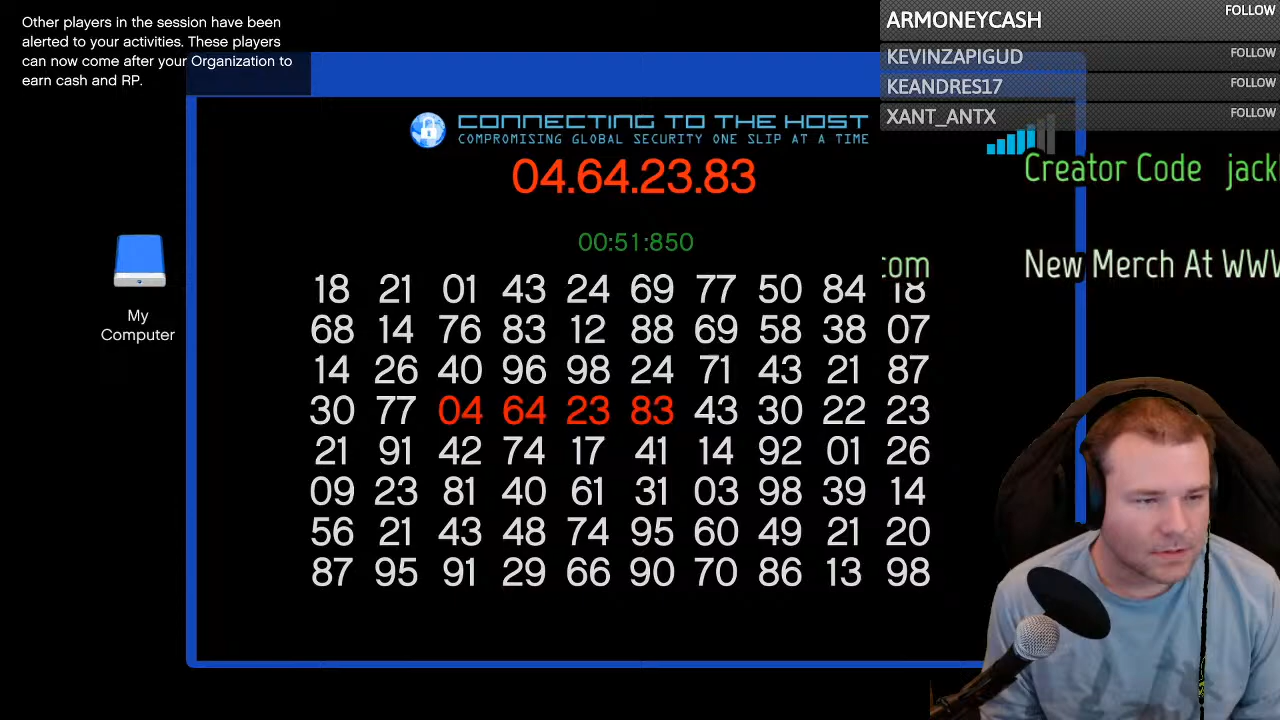 Other players in the session have been
alerted to your activities. These players
can now come after your Organization to
earn cash and RP.
ARMONEYCASH FOLLOW
KEVINZAPIGUD FOLLOW
KEANDRES17 FOLLOW
XANT_ANTX FOLLOW
CONNECTING TO THE HOST
COMPROMISING GLOBAL SECURITY ONE SLIP AT A TIME
04.64.23.83
Creator Code jack
00:51:850
.com New Merch At WWW
18 21 01 43 24 69 77 50 84 18
68 14 76 83 12 88 69 58 38 07
14 26 40 96 98 24 71 43 21 87
30 77 04 64 23 83 43 30 22 23
21 91 42 74 17 41 14 92 01 26
09 23 81 40 61 31 03 98 39 14
56 21 43 48 74 95 60 49 21 20
87 95 91 29 66 90 70 86 13 98
My
Computer